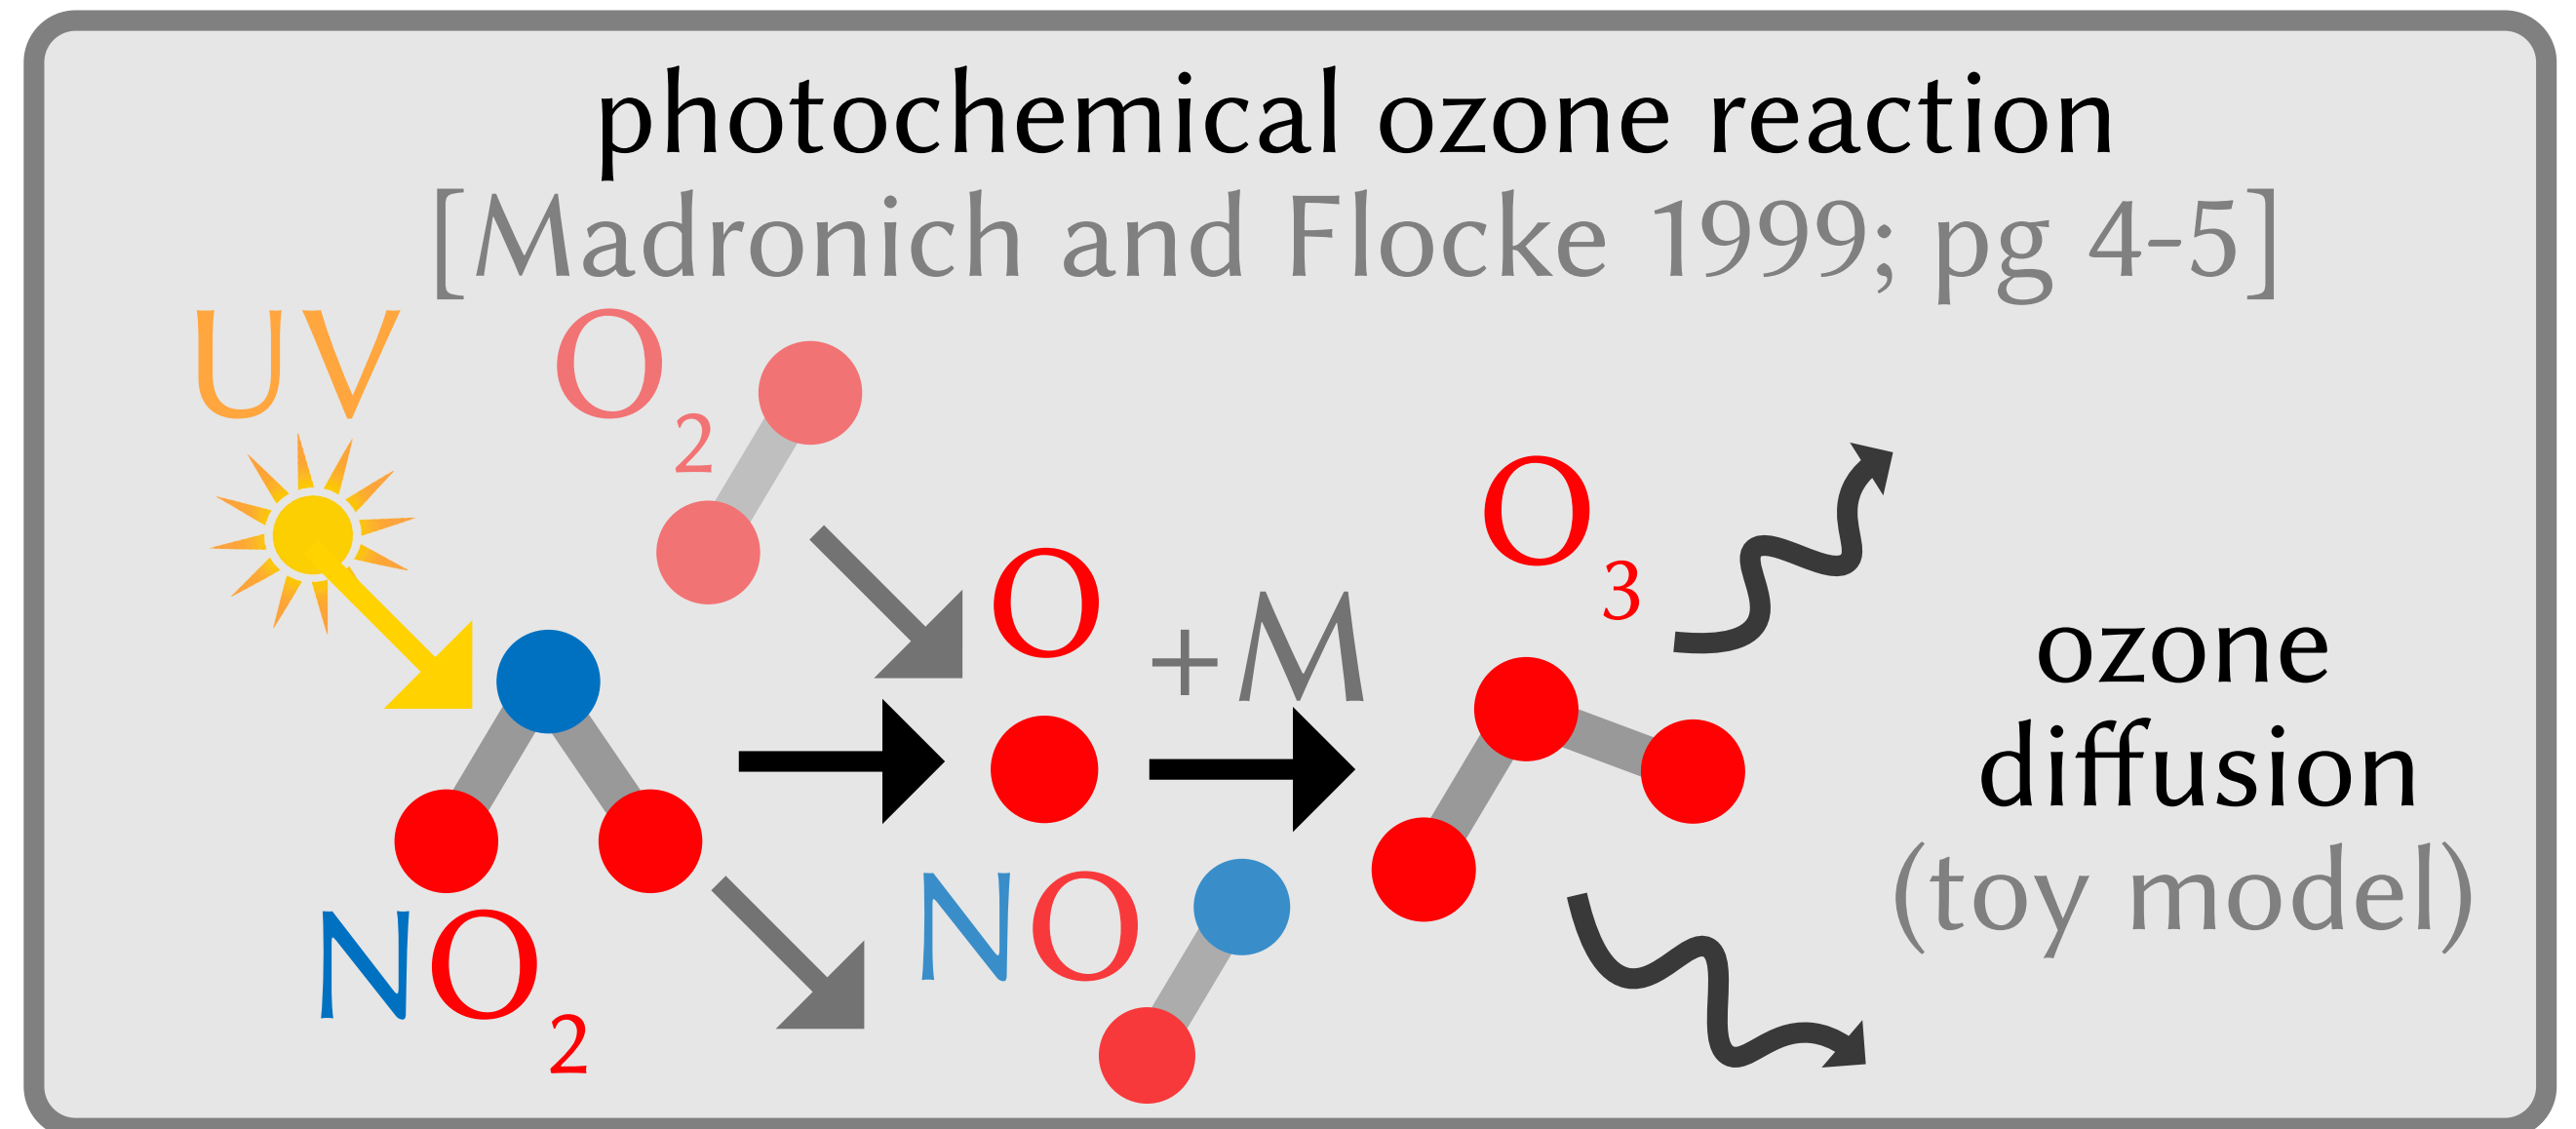 photochemical ozone reaction
[Madronich and Flocke 1999; pg 4-5]
UV
O2
O
+M
O3
NO2
NO
ozone
diffusion
(toy model)